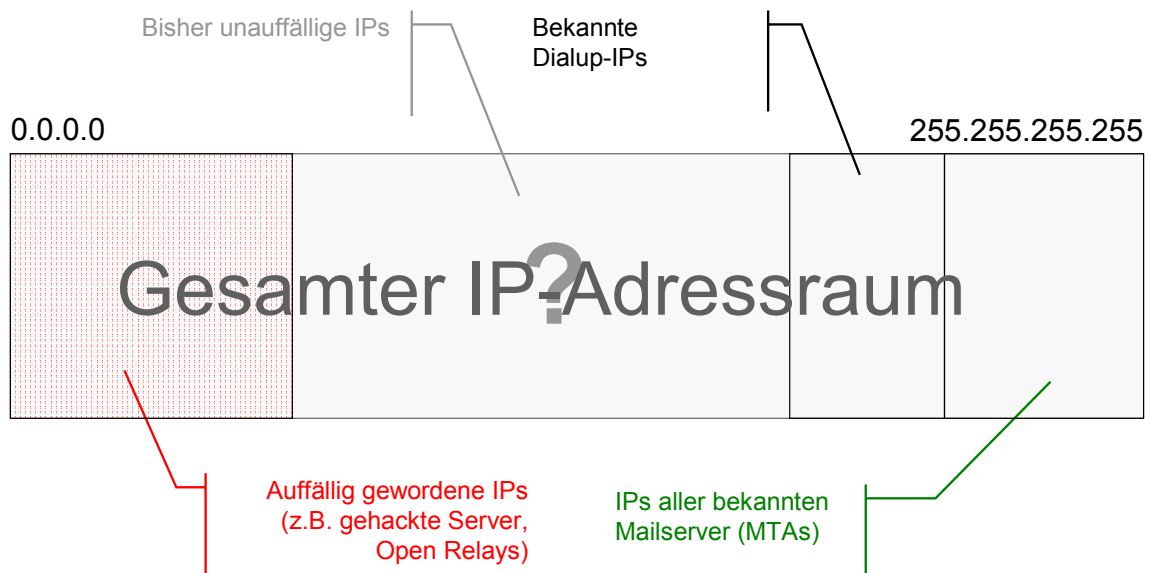 Bisher unauffällige IPs
Bekannte
Dialup-IPs
0.0.0.0
255.255.255.255
Gesamter IP-Adressraum
?
Auffällig gewordene IPs
(z.B. gehackte Server,
Open Relays)
IPs aller bekannten
Mailserver (MTAs)